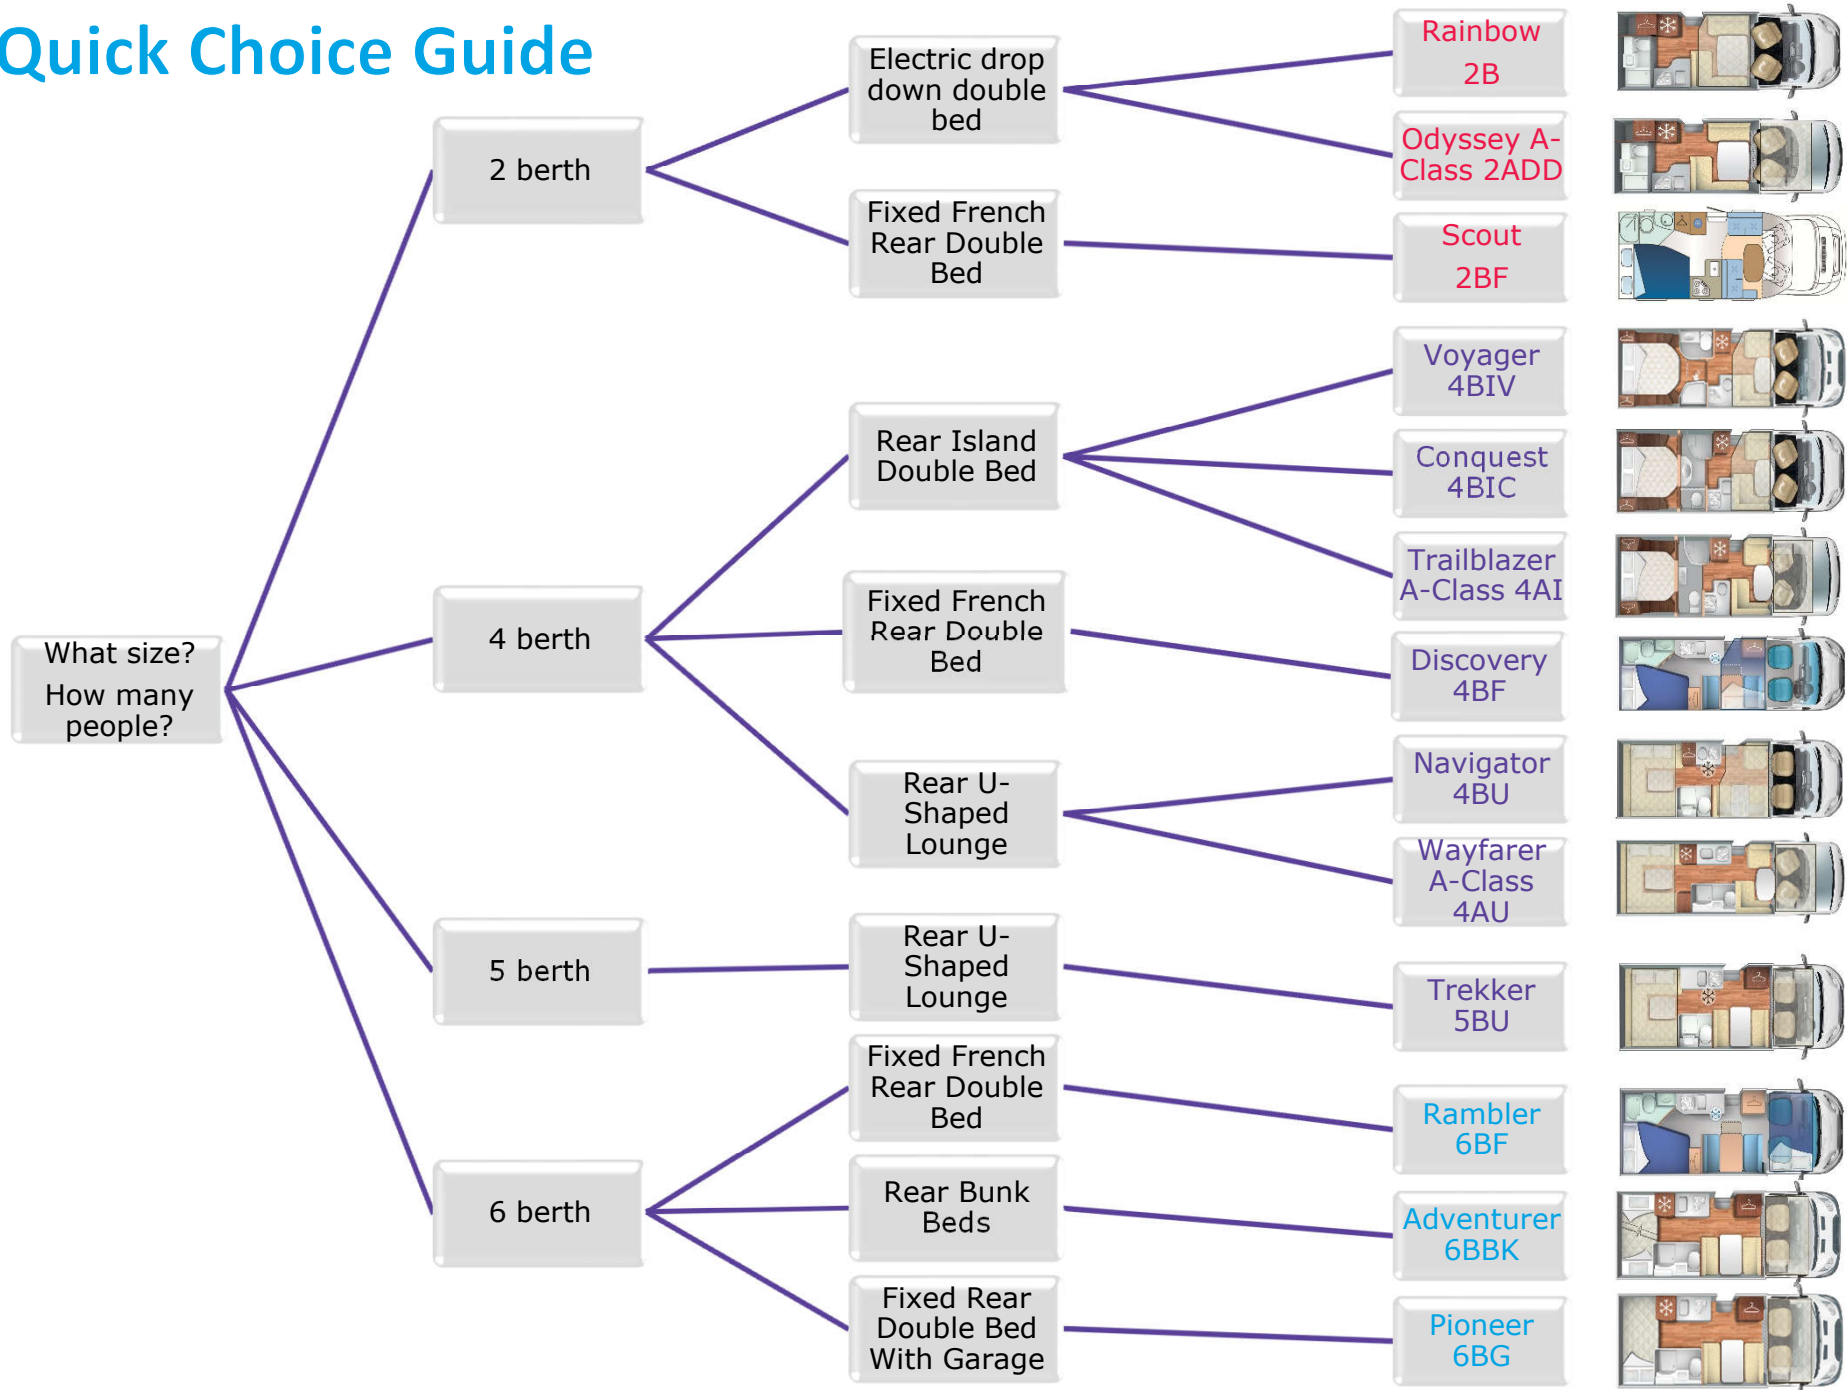 Quick Choice Guide
What size?
How many
people?
2 berth
4 berth
5 berth
6 berth
Electric drop
down double
bed
Fixed French
Rear Double
Bed
Rear Island
Double Bed
Fixed French
Rear Double
Bed
Rear U-
Shaped
Lounge
Rear U-
Shaped
Lounge
Fixed French
Rear Double
Bed
Rear Bunk
Beds
Fixed Rear
Double Bed
With Garage
Rainbow
2B
Odyssey A-
Class 2ADD
Scout
2BF
Voyager
4BIV
Conquest
4BIC
Trailblazer
A-Class 4AI
Discovery
4BF
Navigator
4BU
Wayfarer
A-Class
4AU
Trekker
5BU
Rambler
6BF
Adventurer
6BBK
Pioneer
6BG